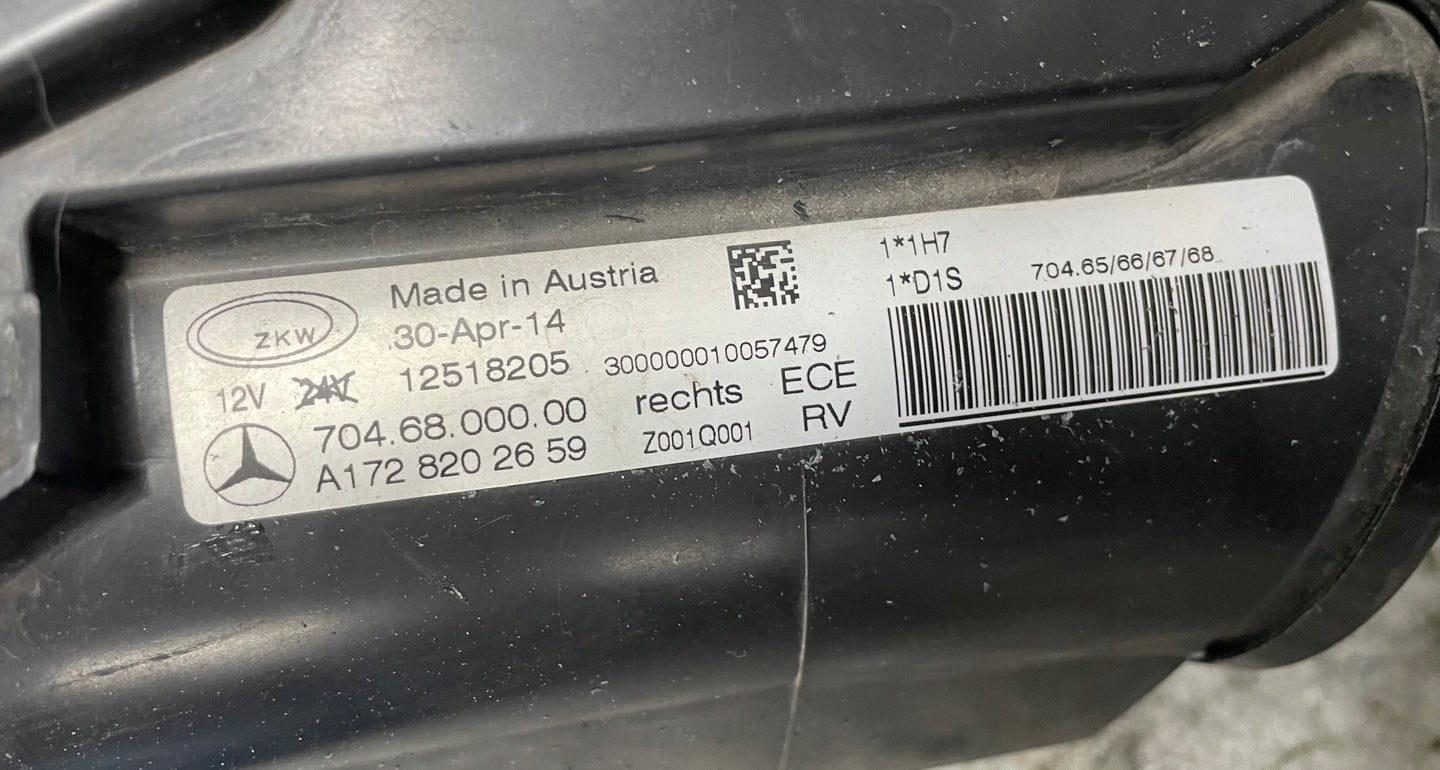 ZKW
Made in Austria
30-Apr-14
12V 24V 12518205 300000010057479
704.68.000.00 rechts ECE
A172 820 26 59 Z001Q001 RV
1*1H7
1*D1S 704.65/66/67/68